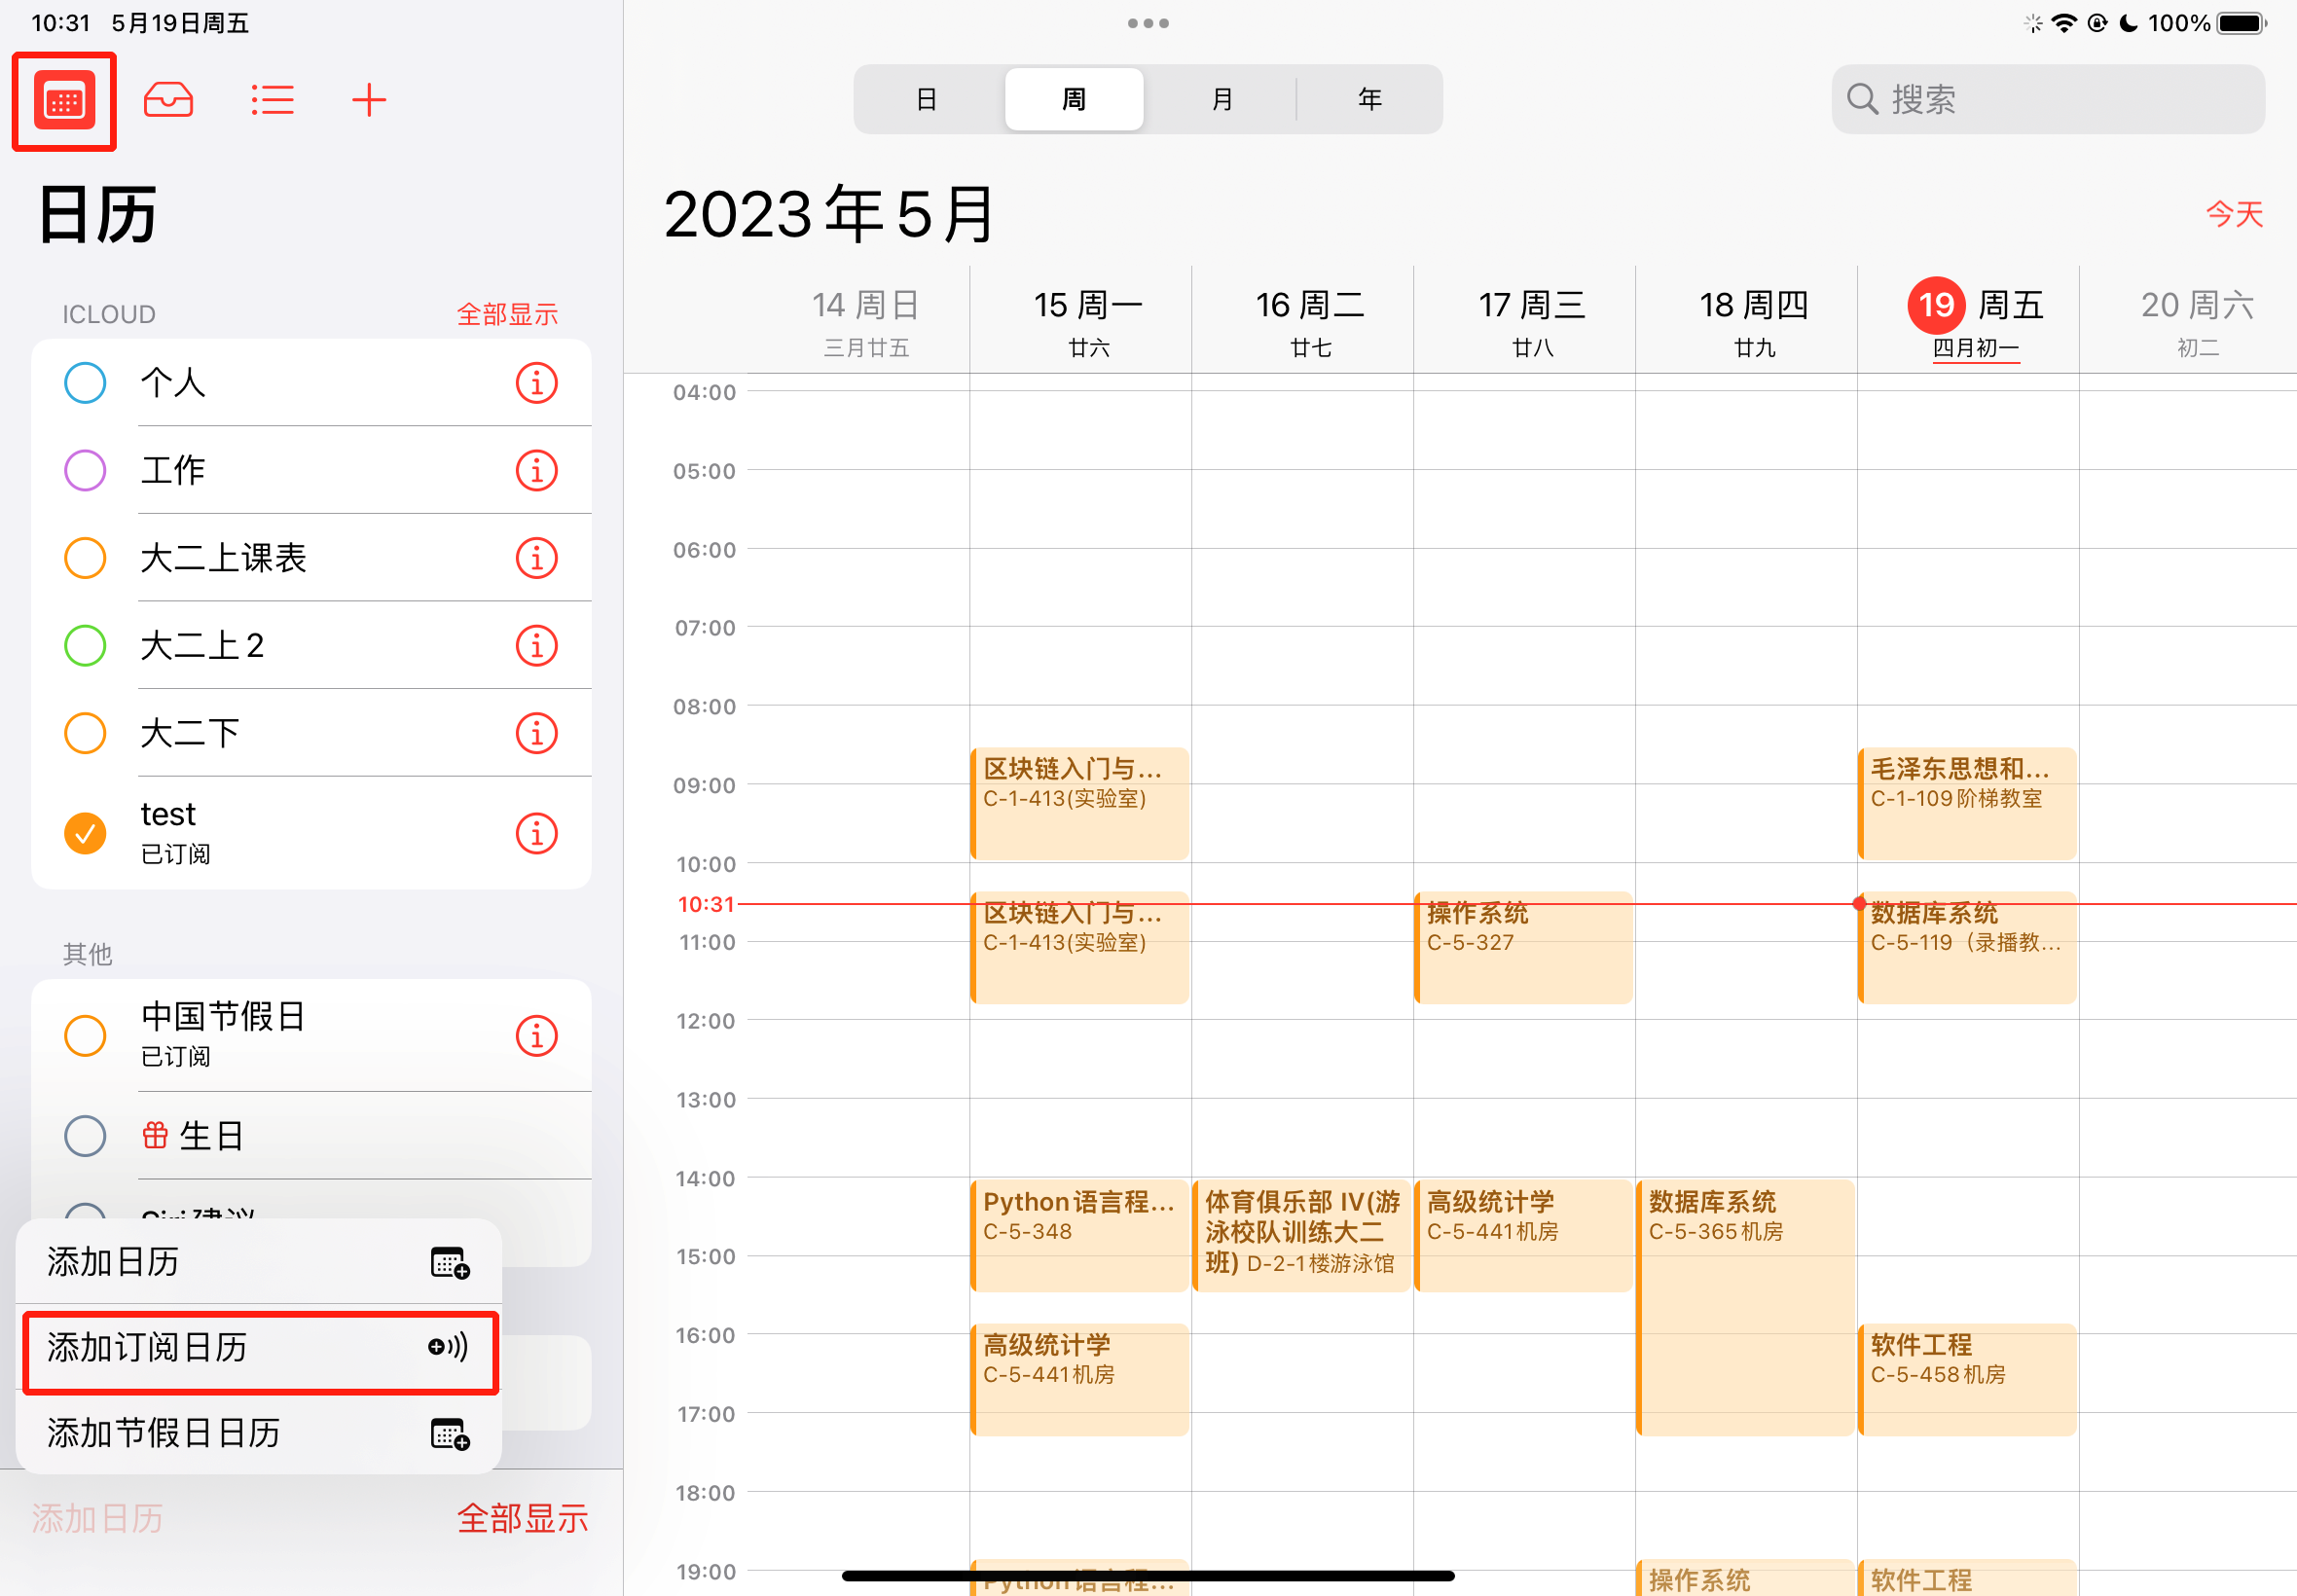 10:31 5月19日周五
100%
日历
ICLOUD 全部显示
个人
工作
大二上课表
大二上 2
大二下
test
已订阅
其他
中国节假日
已订阅
生日
Siri 建议
添加日历
添加订阅日历
添加节假日日历
添加日历 全部显示
日 周 月 年
搜索
2023年5月
今天
14 周日 15 周一 16 周二 17 周三 18 周四 19 周五 20 周六
三月廿五 廿六 廿七 廿八 廿九 四月初一 初二
04:00
05:00
06:00
07:00
08:00
区块链入门与... 毛泽东思想和...
09:00
C-1-413(实验室) C-1-109阶梯教室
10:00
10:31
区块链入门与... 操作系统 数据库系统
11:00
C-1-413(实验室) C-5-327 C-5-119（录播教...
12:00
13:00
14:00
Python 语言程... 体育俱乐部 IV(游 高级统计学 数据库系统
C-5-348 泳校队训练大二 C-5-441机房 C-5-365机房
15:00
班) D-2-1楼游泳馆
16:00
高级统计学 软件工程
C-5-441机房 C-5-458机房
17:00
18:00
19:00
Python 语言程... 操作系统 软件工程